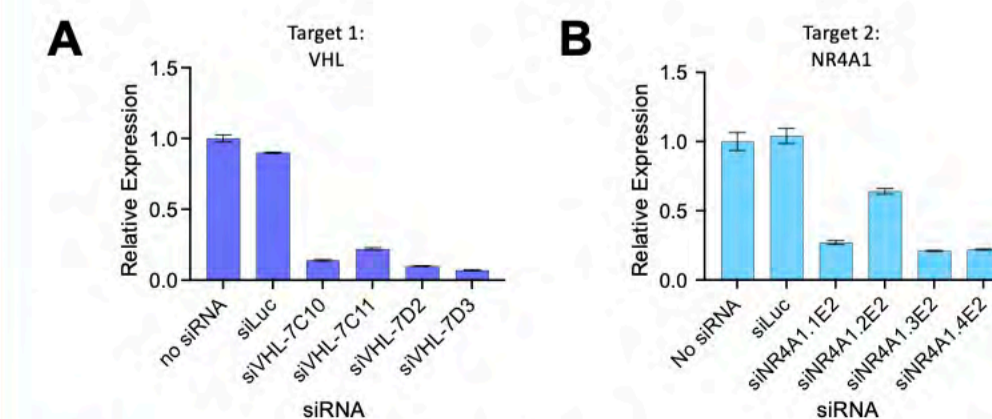 A
Target 1:
VHL
Relative Expression
1.5
1.0
0.5
0.0
no siRNA
siLuc
siVHL-7C10
siVHL-7C11
siVHL-7D2
siVHL-7D3
siRNA
B
Target 2:
NR4A1
Relative Expression
1.5
1.0
0.5
0.0
No siRNA
siLuc
siNR4A1.1E2
siNR4A1.2E2
siNR4A1.3E2
siNR4A1.4E2
siRNA